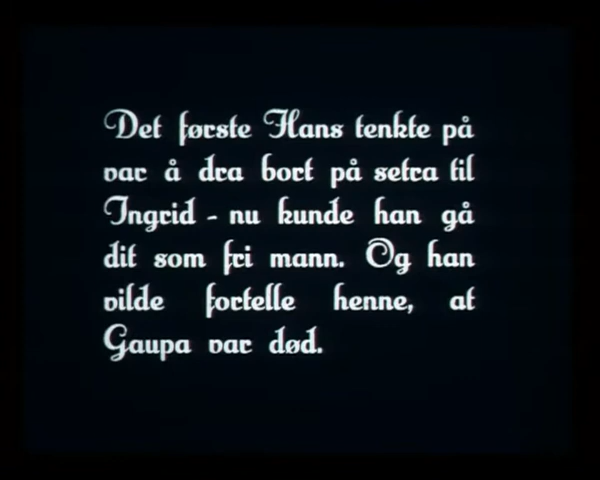 Det første Hans tenkte på
var å dra bort på setra til
Ingrid - nu kunde han gå
dit som fri mann. Og han
vilde fortelle henne, at
Gaupa var død.